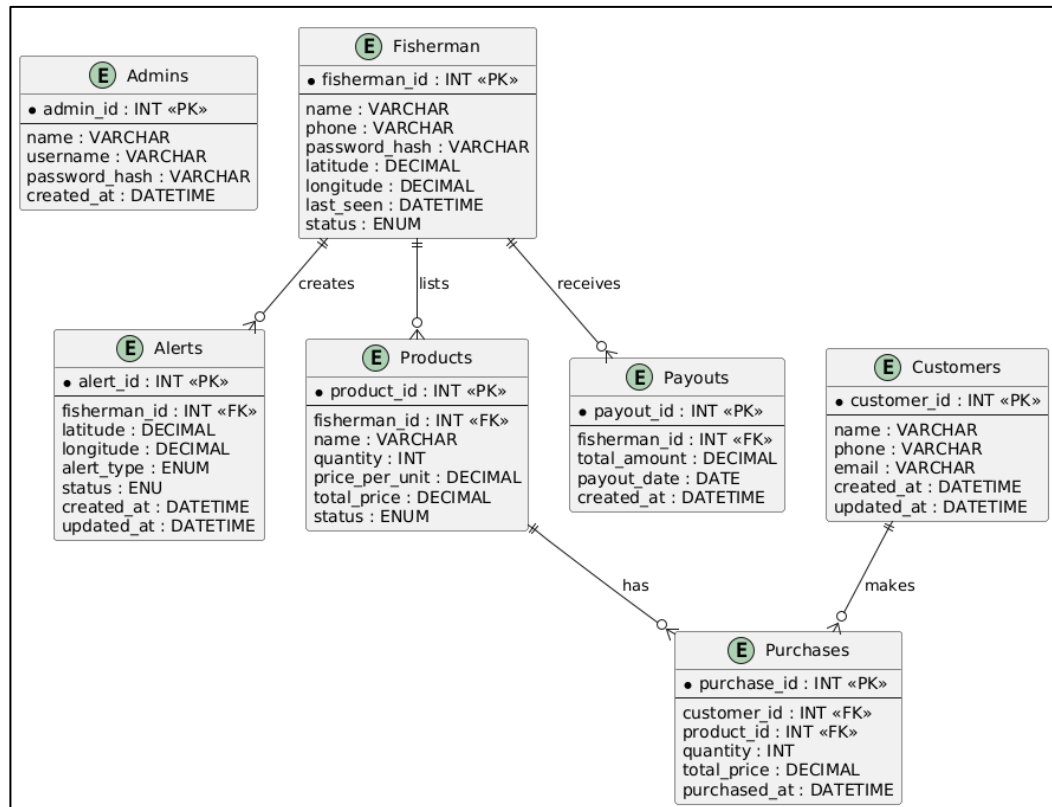 E Admins
admin_id : INT «PK»
name : VARCHAR
username : VARCHAR
password_hash : VARCHAR
created_at : DATETIME
E Fisherman
fisherman_id : INT «PK»
name : VARCHAR
phone : VARCHAR
password_hash : VARCHAR
latitude : DECIMAL
longitude : DECIMAL
last_seen : DATETIME
status : ENUM
creates
lists
receives
E Alerts
alert_id : INT «PK»
fisherman_id : INT «FK»
latitude : DECIMAL
longitude : DECIMAL
alert_type : ENUM
status : ENU
created_at : DATETIME
updated_at : DATETIME
E Products
product_id : INT «PK»
fisherman_id : INT «FK»
name : VARCHAR
quantity : INT
price_per_unit : DECIMAL
total_price : DECIMAL
status : ENUM
E Payouts
payout_id : INT «PK»
fisherman_id : INT «FK»
total_amount : DECIMAL
payout_date : DATE
created_at : DATETIME
E Customers
customer_id : INT «PK»
name : VARCHAR
phone : VARCHAR
email : VARCHAR
created_at : DATETIME
updated_at : DATETIME
has
makes
E Purchases
purchase_id : INT «PK»
customer_id : INT «FK»
product_id : INT «FK»
quantity : INT
total_price : DECIMAL
purchased_at : DATETIME